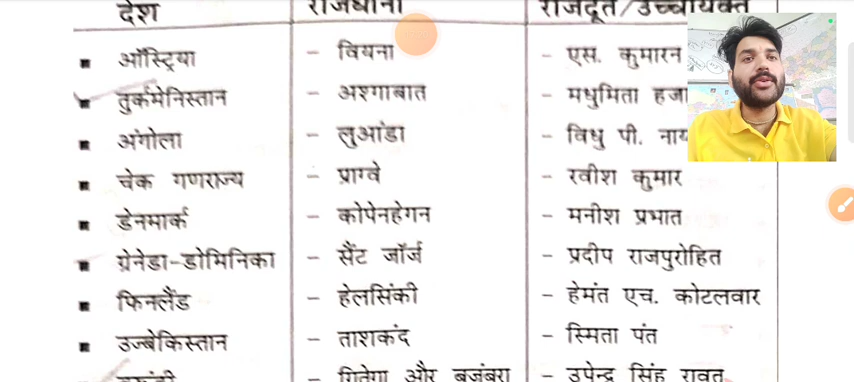 देश राजधानी राजदूत/उच्चायुक्त
▪ ऑस्ट्रिया – वियना – एस. कुमारन
▪ तुर्कमेनिस्तान – अश्गाबात – मधुमिता
▪ अंगोला – लुआंडा – विधु पी.
▪ चेक गणराज्य – प्राग्वे – रवीश कुमार
▪ डेनमार्क – कोपेनहेगन – मनीश प्रभात
▪ ग्रेनेडा-डोमिनिका – सैंट जॉर्ज – प्रदीप राजपुरोहित
▪ फिनलैंड – हेलसिंकी – हेमंत एच. कोटलवार
▪ उज्बेकिस्तान – ताशकंद – स्मिता पंत
▪ – गितेगा और बुजंबुरा – उपेन्द्र सिंह रावत